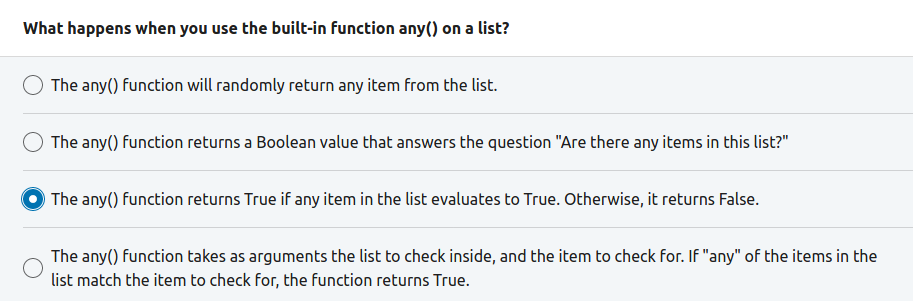 What happens when you use the built-in function any() on a list?
The any() function will randomly return any item from the list.
The any() function returns a Boolean value that answers the question "Are there any items in this list?"
The any() function returns True if any item in the list evaluates to True. Otherwise, it returns False.
The any() function takes as arguments the list to check inside, and the item to check for. If "any" of the items in the
list match the item to check for, the function returns True.